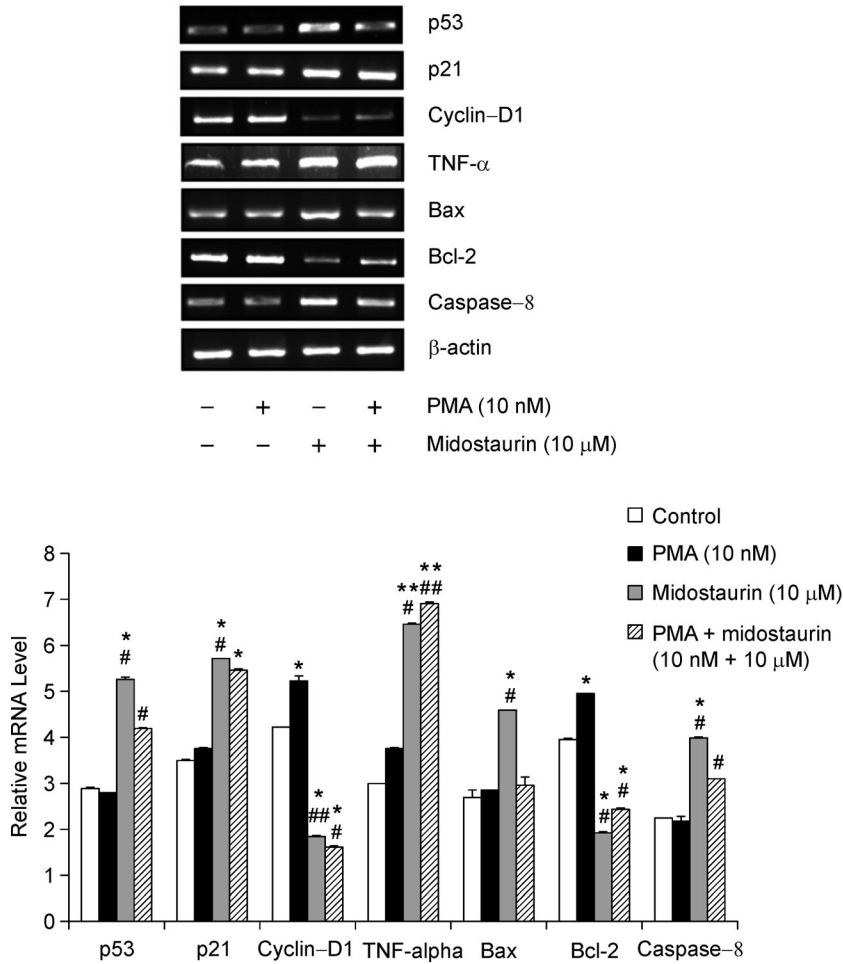 p53
p21
Cyclin–D1
TNF-α
Bax
Bcl-2
Caspase–8
β-actin
– + – + PMA (10 nM)
– – + + Midostaurin (10 μM)
Control
PMA (10 nM)
Midostaurin (10 μM)
PMA + midostaurin
(10 nM + 10 μM)
Relative mRNA Level
8
7
6
5
4
3
2
1
0
*
#
#
*
#
*
*
*
##
*
#
**
#
**
##
*
#
*
*
#
*
#
*
#
#
p53 p21 Cyclin–D1 TNF-alpha Bax Bcl-2 Caspase–8